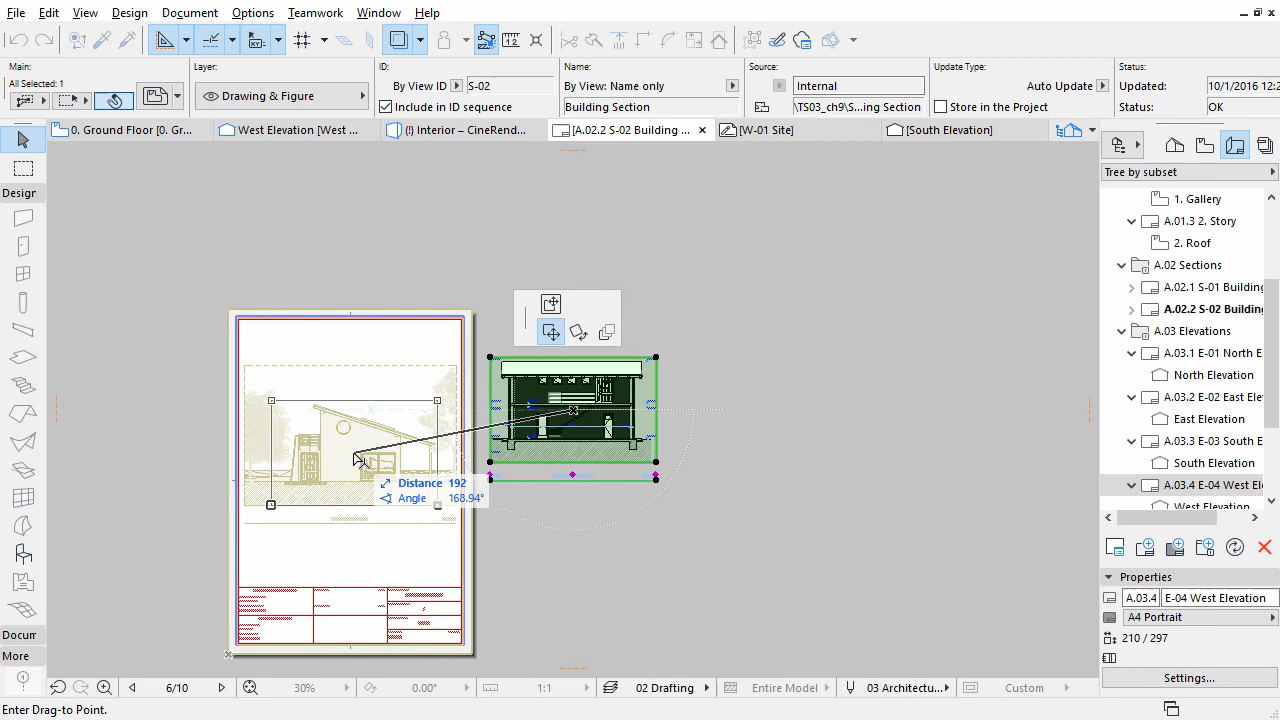 File Edit View Design Document Options Teamwork Window Help
Main: Layer: ID: Name: Source: Update Type: Status:
All Selected: 1 By View ID S-02 By View: Name only Internal Auto Update Updated: 10/1/2016 12:2
Drawing & Figure
Include in ID sequence Building Section \TS03_ch9\S...ing Section Store in the Project Status: OK
0. Ground Floor [0. Gr... West Elevation [West ... (!) Interior – CineRend... [A.02.2 S-02 Building ... [W-01 Site] [South Elevation]
Tree by subset
Design
1. Gallery
A.01.3 2. Story
2. Roof
A.02 Sections
A.02.1 S-01 Building
A.02.2 S-02 Building
A.03 Elevations
A.03.1 E-01 North E
North Elevation
A.03.2 E-02 East Ele
East Elevation
A.03.3 E-03 South E
South Elevation
A.03.4 E-04 West El
West Elevation
Distance 192
Angle 168.94°
Properties
A.03.4 E-04 West Elevation
A4 Portrait
210 / 297
Settings...
Docum
More
6/10 30% 0.00° 1:1 02 Drafting Entire Model 03 Architectu... Custom
Enter Drag-to Point.